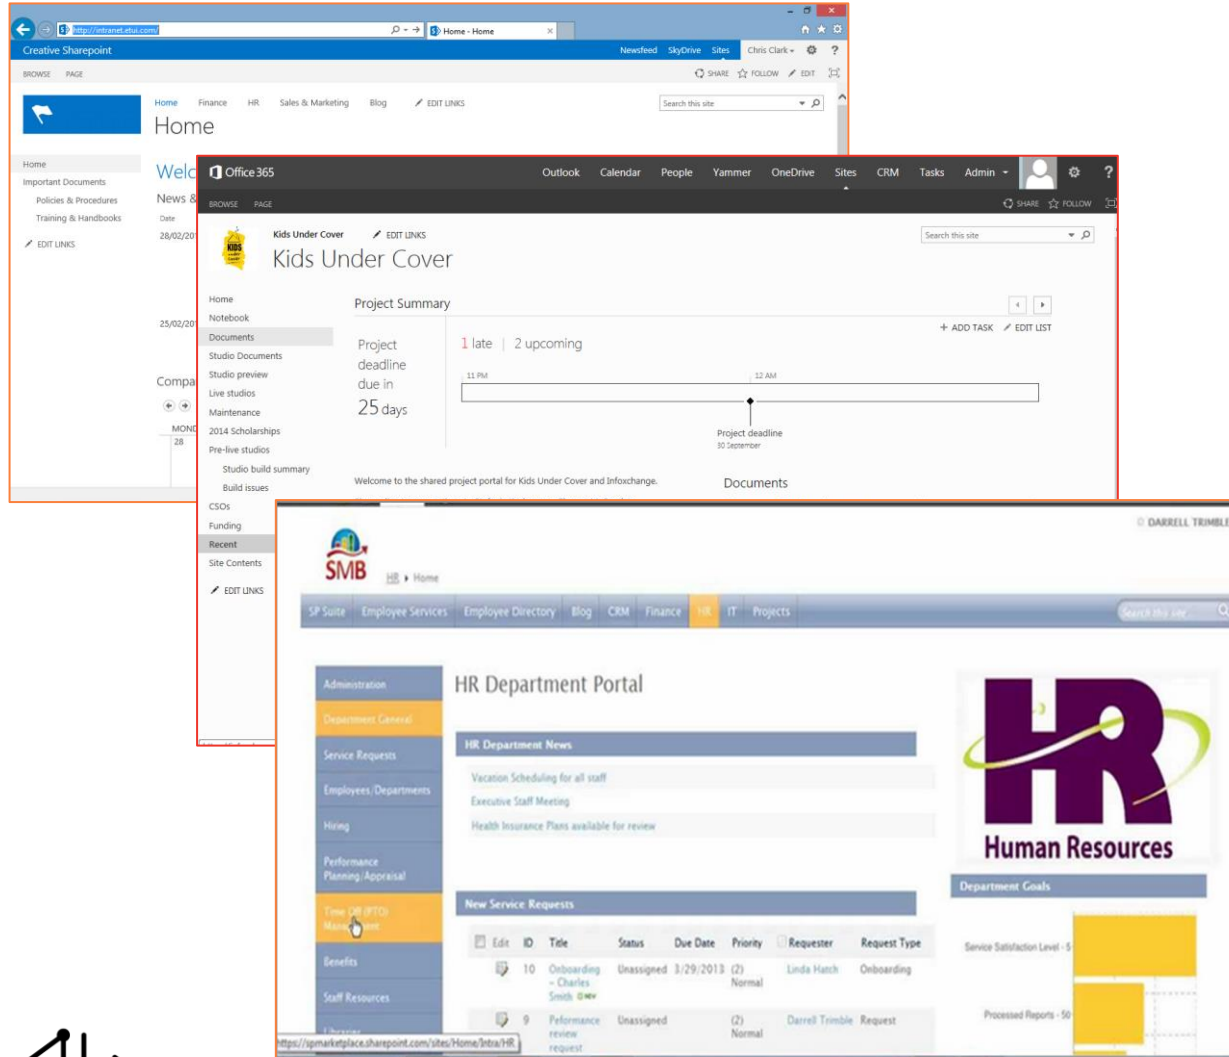 http://intranet.etui.com/
Home - Home
Creative Sharepoint
Newsfeed SkyDrive Sites Chris Clark ?
BROWSE PAGE
SHARE FOLLOW EDIT
Home Finance HR Sales & Marketing Blog EDIT LINKS
Search this site
Home
Home
Important Documents
Policies & Procedures
Training & Handbooks
EDIT LINKS
Welc
News &
Date
28/02/20
25/02/20
Compa
MOND
28
Office 365
Outlook Calendar People Yammer OneDrive Sites CRM Tasks Admin ?
BROWSE PAGE
SHARE FOLLOW
KIDS
Kids Under Cover EDIT LINKS
Search this site
Kids Under Cover
Home
Notebook
Documents
Studio Documents
Studio preview
Live studios
Maintenance
2014 Scholarships
Pre-live studios
Studio build summary
Build issues
CSOs
Funding
Recent
Site Contents
EDIT LINKS
Project Summary
+ ADD TASK EDIT LIST
Project
deadline
due in
25 days
1 late | 2 upcoming
11 PM 12 AM
Project deadline
30 September
Welcome to the shared project portal for Kids Under Cover and Infoxchange.
Documents
DARRELL TRIMBLE
SMB
HR Home
SP Suite Employee Services Employee Directory Blog CRM Finance HR IT Projects
Search this site...
Administration
Department General
Service Requests
Employees/Departments
Hiring
Performance
Planning/Appraisal
Time Off (PTO)
Benefits
Staff Resources
Libraries
HR Department Portal
HR Department News
Vacation Scheduling for all staff
Executive Staff Meeting
Health Insurance Plans available for review
New Service Requests
Edit ID Title Status Due Date Priority Requester Request Type
10 Onboarding Unassigned 3/29/2013 (2) Linda Hatch Onboarding
- Charles Normal
Smith NEW
9 Peformance Unassigned (2) Darrell Trimble Request
review Normal
request
https://spmarketplace.sharepoint.com/sites/Home/Intra/HR
HR
Human Resources
Department Goals
Service Satisfaction Level - 5
Processed Reports - 50